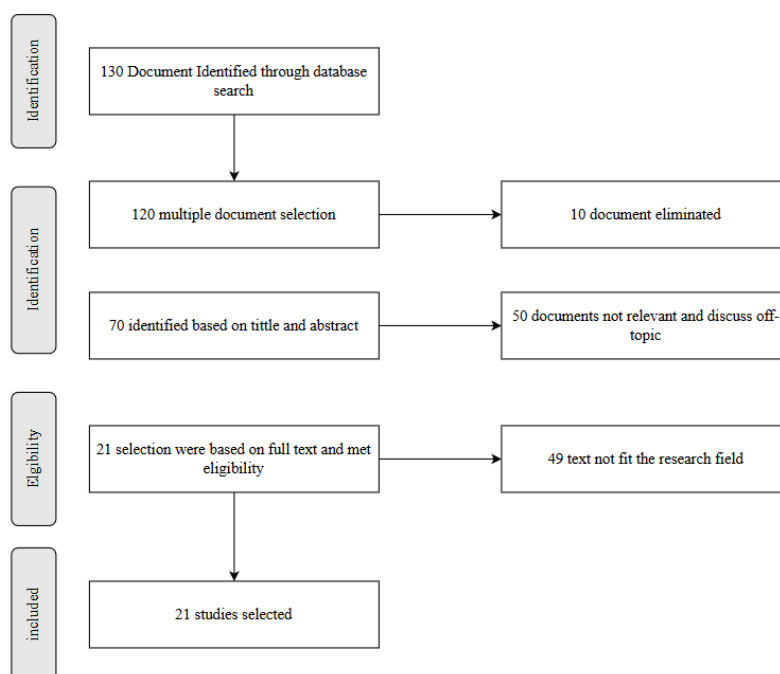 Identification
130 Document Identified through database
search
Identification
120 multiple document selection
10 document eliminated
70 identified based on tittle and abstract
50 documents not relevant and discuss off-
topic
Elgibility
21 selection were based on full text and met
eligibility
49 text not fit the research field
included
21 studies selected